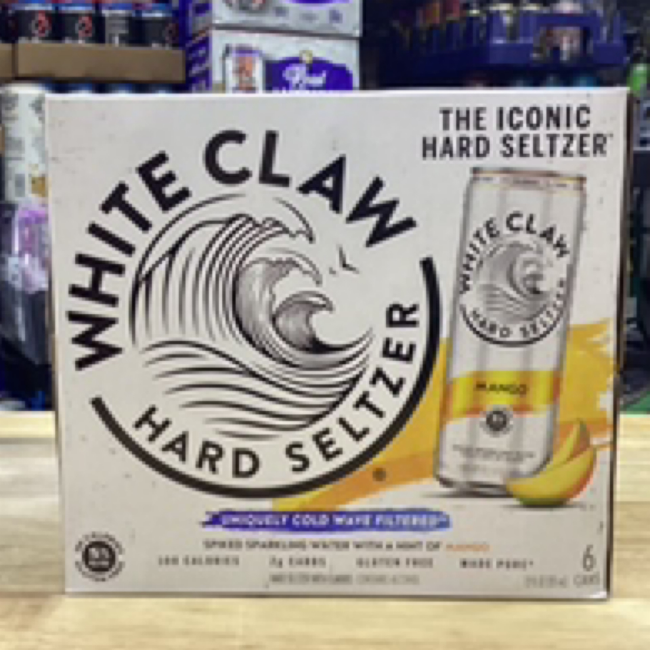 THE ICONIC
HARD SELTZER
WHITE CLAW
HARD SELTZER
WHITE CLAW
HARD SELTZER
MANGO
UNIQUELY COLD WAVE FILTERED
SPIKED SPARKLING WATER WITH A HINT OF MANGO
100 CALORIES 2g CARBS GLUTEN FREE MADE PURE
6
CANS